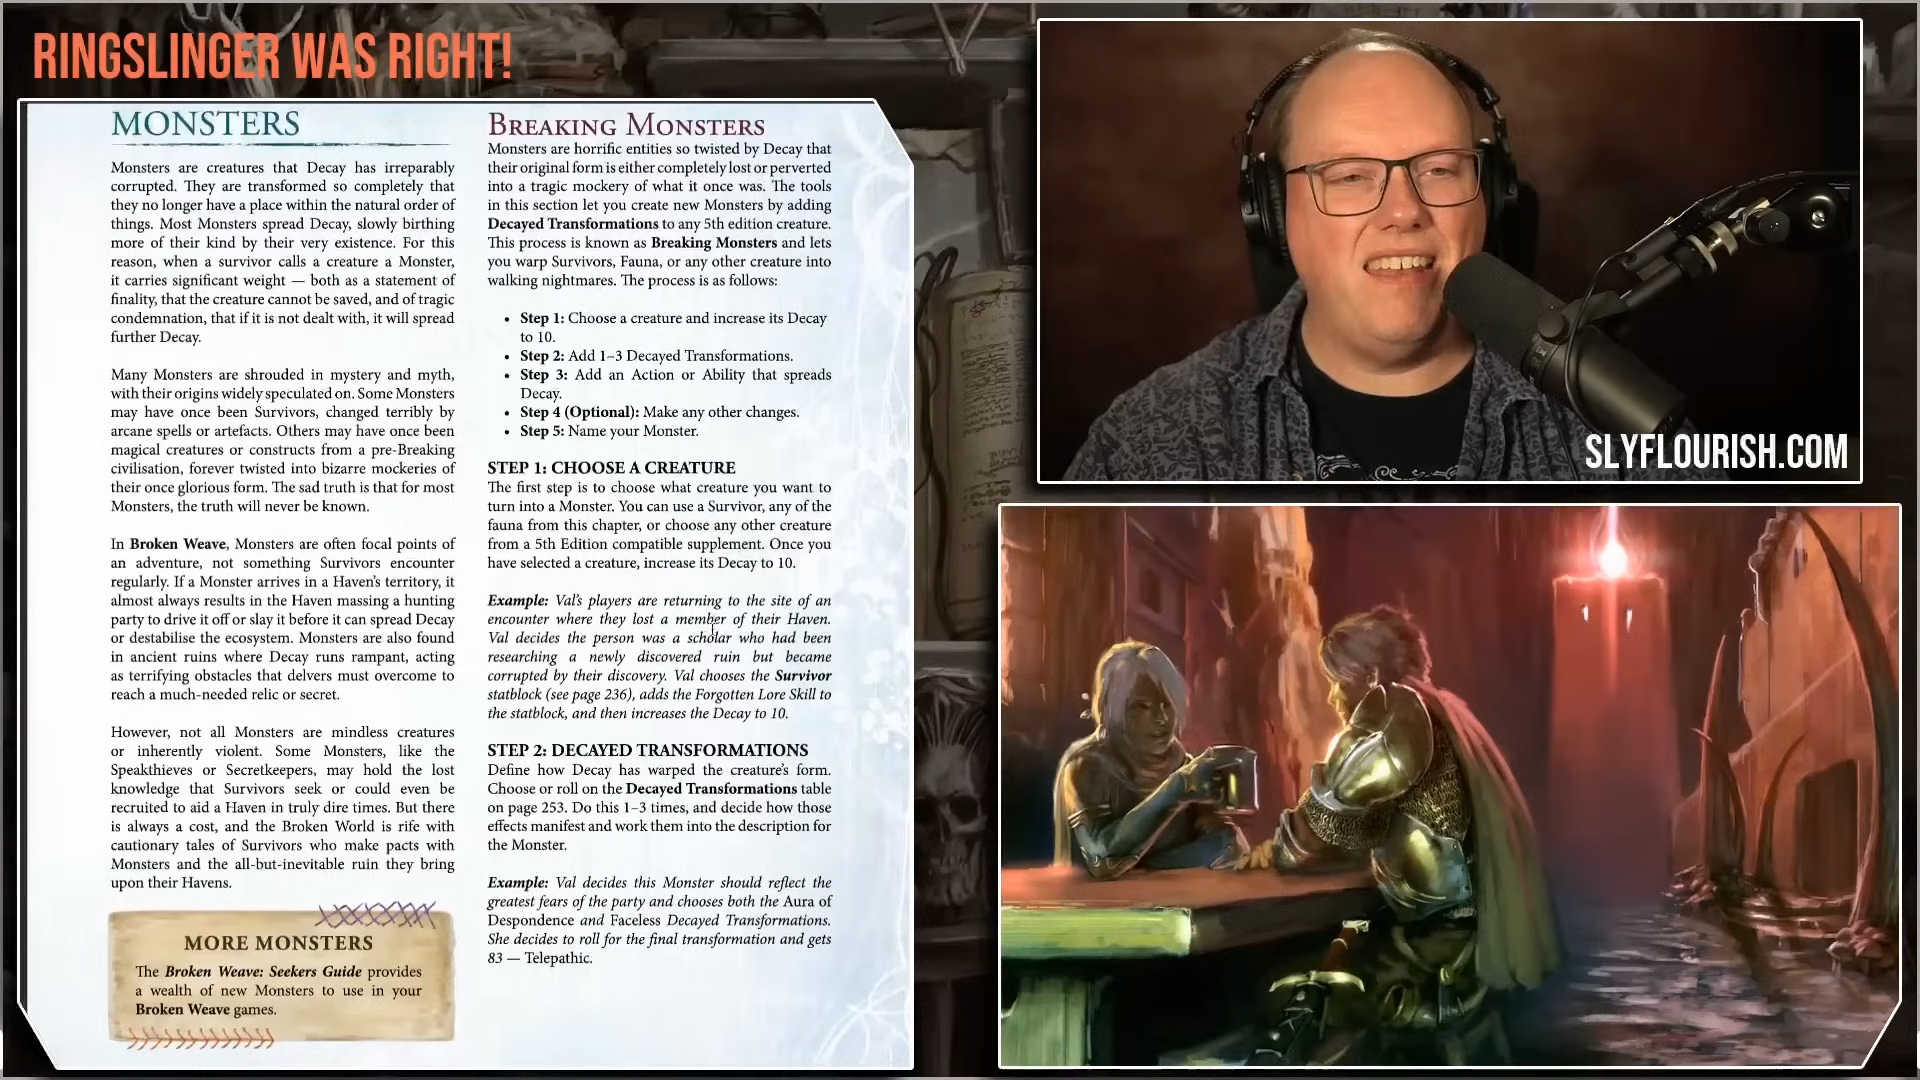 RINGSLINGER WAS RIGHT!
MONSTERS
Monsters are creatures that Decay has irreparably
corrupted. They are transformed so completely that
they no longer have a place within the natural order of
things. Most Monsters spread Decay, slowly birthing
more of their kind by their very existence. For this
reason, when a survivor calls a creature a Monster,
it carries significant weight — both as a statement of
finality, that the creature cannot be saved, and of tragic
condemnation, that if it is not dealt with, it will spread
further Decay.
Many Monsters are shrouded in mystery and myth,
with their origins widely speculated on. Some Monsters
may have once been Survivors, changed terribly by
arcane spells or artefacts. Others may have once been
magical creatures or constructs from a pre-Breaking
civilisation, forever twisted into bizarre mockeries of
their once glorious form. The sad truth is that for most
Monsters, the truth will never be known.
In Broken Weave, Monsters are often focal points of
an adventure, not something Survivors encounter
regularly. If a Monster arrives in a Haven's territory, it
almost always results in the Haven massing a hunting
party to drive it off or slay it before it can spread Decay
or destabilise the ecosystem. Monsters are also found
in ancient ruins where Decay runs rampant, acting
as terrifying obstacles that delvers must overcome to
reach a much-needed relic or secret.
However, not all Monsters are mindless creatures
or inherently violent. Some Monsters, like the
Speakthieves or Secretkeepers, may hold the lost
knowledge that Survivors seek or could even be
recruited to aid a Haven in truly dire times. But there
is always a cost, and the Broken World is rife with
cautionary tales of Survivors who make pacts with
Monsters and the all-but-inevitable ruin they bring
upon their Havens.
MORE MONSTERS
The Broken Weave: Seekers Guide provides
a wealth of new Monsters to use in your
Broken Weave games.
BREAKING MONSTERS
Monsters are horrific entities so twisted by Decay that
their original form is either completely lost or perverted
into a tragic mockery of what it once was. The tools
in this section let you create new Monsters by adding
Decayed Transformations to any 5th edition creature.
This process is known as Breaking Monsters and lets
you warp Survivors, Fauna, or any other creature into
walking nightmares. The process is as follows:
• Step 1: Choose a creature and increase its Decay
to 10.
• Step 2: Add 1–3 Decayed Transformations.
• Step 3: Add an Action or Ability that spreads
Decay.
• Step 4 (Optional): Make any other changes.
• Step 5: Name your Monster.
STEP 1: CHOOSE A CREATURE
The first step is to choose what creature you want to
turn into a Monster. You can use a Survivor, any of the
fauna from this chapter, or choose any other creature
from a 5th Edition compatible supplement. Once you
have selected a creature, increase its Decay to 10.
Example: Val's players are returning to the site of an
encounter where they lost a member of their Haven.
Val decides the person was a scholar who had been
researching a newly discovered ruin but became
corrupted by their discovery. Val chooses the Survivor
statblock (see page 236), adds the Forgotten Lore Skill to
the statblock, and then increases the Decay to 10.
STEP 2: DECAYED TRANSFORMATIONS
Define how Decay has warped the creature's form.
Choose or roll on the Decayed Transformations table
on page 253. Do this 1–3 times, and decide how those
effects manifest and work them into the description for
the Monster.
Example: Val decides this Monster should reflect the
greatest fears of the party and chooses both the Aura of
Despondence and Faceless Decayed Transformations.
She decides to roll for the final transformation and gets
83 — Telepathic.
SLYFLOURISH.COM